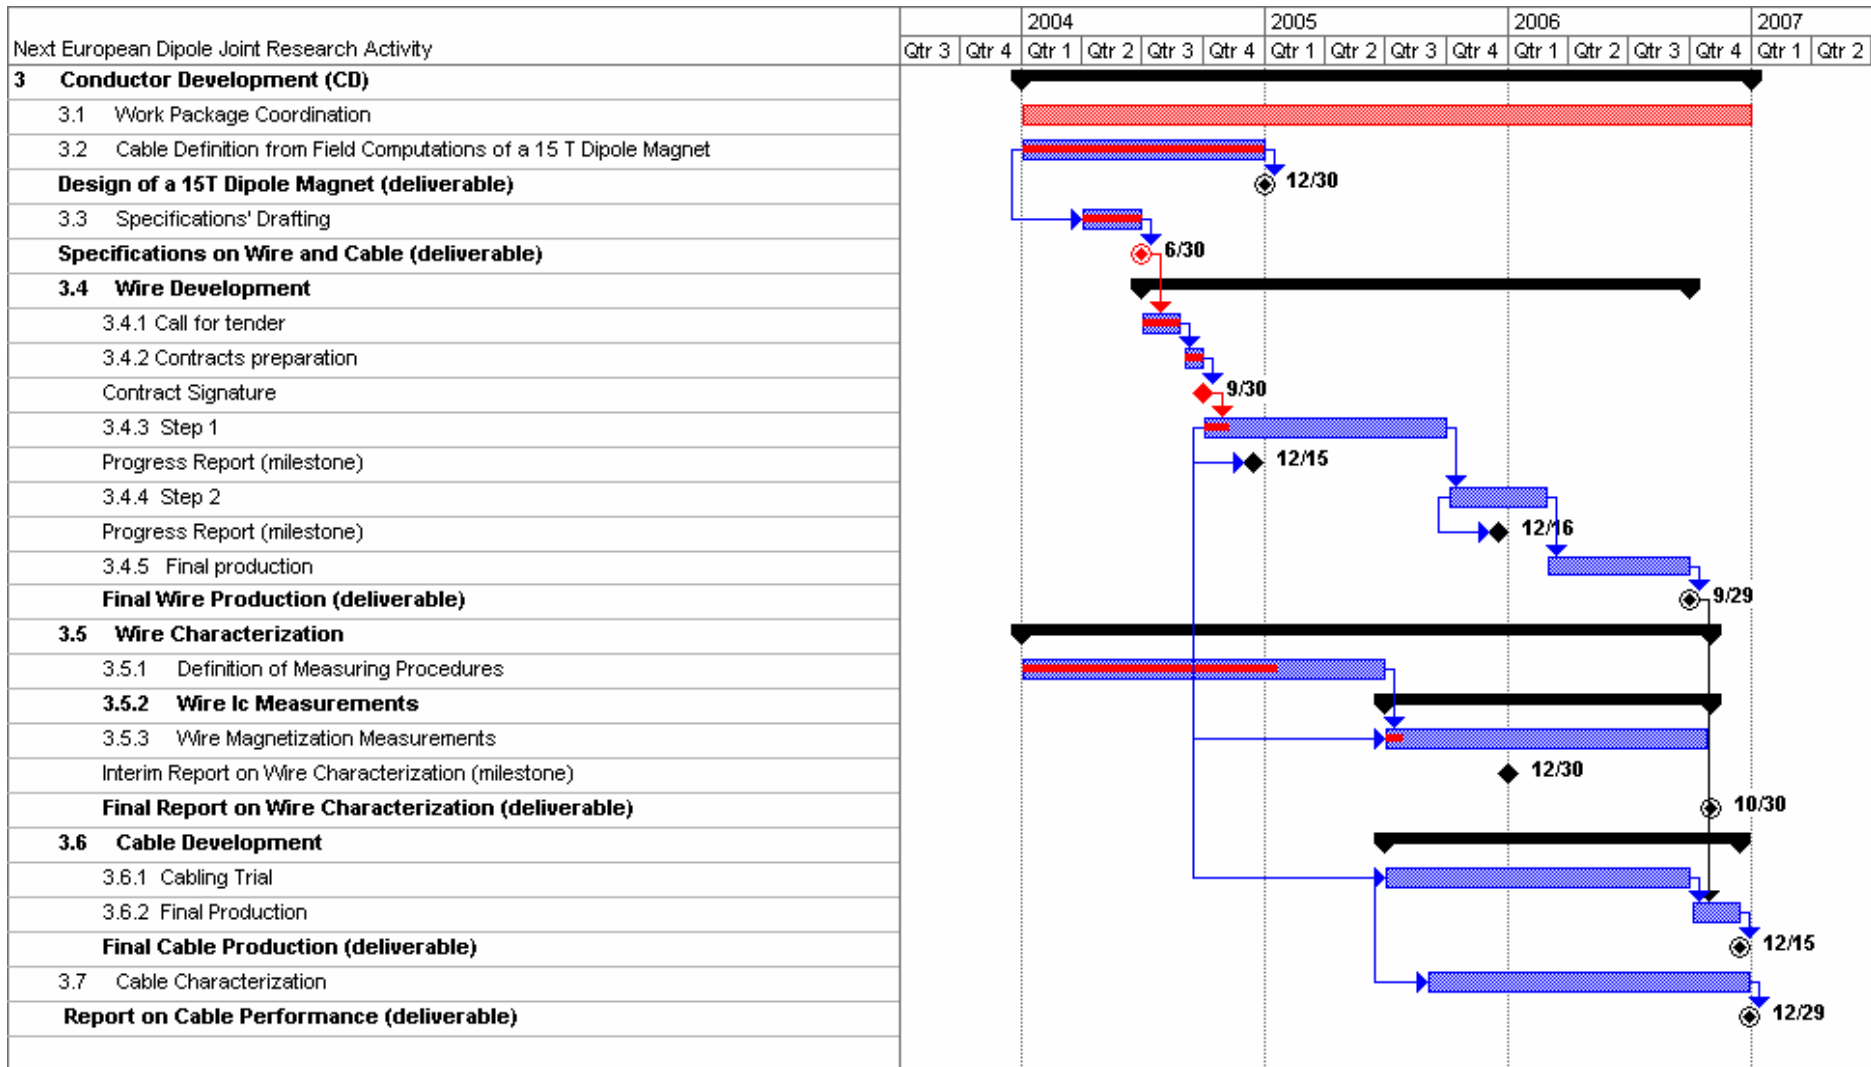 2004 2005 2006 2007
Next European Dipole Joint Research Activity Qtr 3 Qtr 4 Qtr 1 Qtr 2 Qtr 3 Qtr 4 Qtr 1 Qtr 2 Qtr 3 Qtr 4 Qtr 1 Qtr 2 Qtr 3 Qtr 4 Qtr 1 Qtr 2
3 Conductor Development (CD)
3.1 Work Package Coordination
3.2 Cable Definition from Field Computations of a 15 T Dipole Magnet
Design of a 15T Dipole Magnet (deliverable) 12/30
3.3 Specifications' Drafting
Specifications on Wire and Cable (deliverable) 6/30
3.4 Wire Development
3.4.1 Call for tender
3.4.2 Contracts preparation
Contract Signature 9/30
3.4.3 Step 1
Progress Report (milestone) 12/15
3.4.4 Step 2
Progress Report (milestone) 12/16
3.4.5 Final production
Final Wire Production (deliverable) 9/29
3.5 Wire Characterization
3.5.1 Definition of Measuring Procedures
3.5.2 Wire Ic Measurements
3.5.3 Wire Magnetization Measurements
Interim Report on Wire Characterization (milestone) 12/30
Final Report on Wire Characterization (deliverable) 10/30
3.6 Cable Development
3.6.1 Cabling Trial
3.6.2 Final Production
Final Cable Production (deliverable) 12/15
3.7 Cable Characterization
Report on Cable Performance (deliverable) 12/29